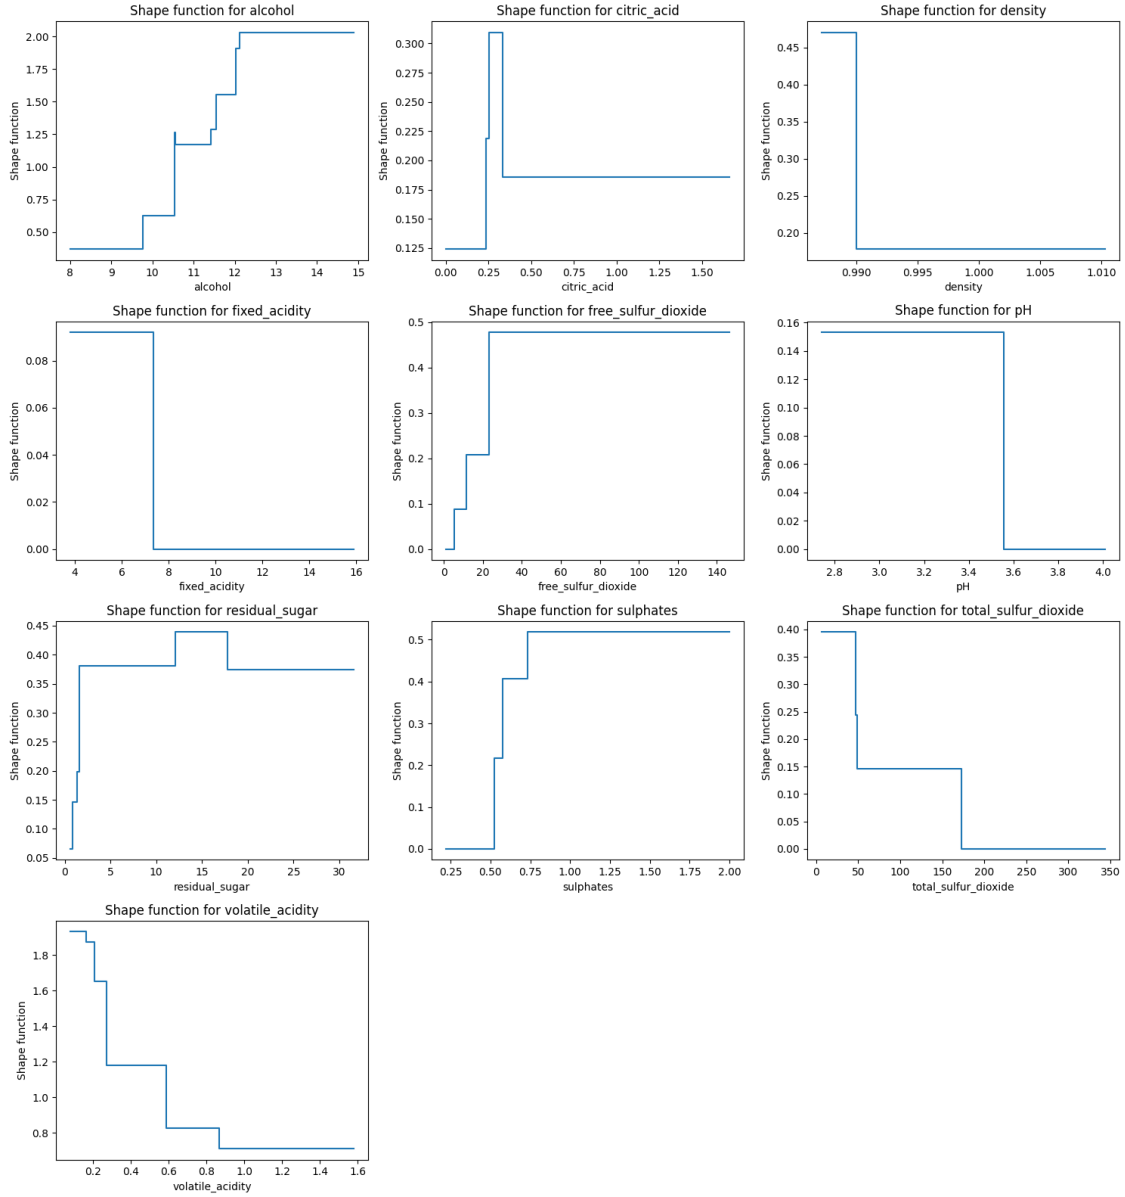 Shape function for alcohol
Shape function
2.00
1.75
1.50
1.25
1.00
0.75
0.50
8 9 10 11 12 13 14 15
alcohol
Shape function for citric_acid
Shape function
0.300
0.275
0.250
0.225
0.200
0.175
0.150
0.125
0.00 0.25 0.50 0.75 1.00 1.25 1.50
citric_acid
Shape function for density
Shape function
0.45
0.40
0.35
0.30
0.25
0.20
0.990 0.995 1.000 1.005 1.010
density
Shape function for fixed_acidity
Shape function
0.08
0.06
0.04
0.02
0.00
4 6 8 10 12 14 16
fixed_acidity
Shape function for free_sulfur_dioxide
Shape function
0.5
0.4
0.3
0.2
0.1
0.0
0 20 40 60 80 100 120 140
free_sulfur_dioxide
Shape function for pH
Shape function
0.16
0.14
0.12
0.10
0.08
0.06
0.04
0.02
0.00
2.8 3.0 3.2 3.4 3.6 3.8 4.0
pH
Shape function for residual_sugar
Shape function
0.45
0.40
0.35
0.30
0.25
0.20
0.15
0.10
0.05
0 5 10 15 20 25 30
residual_sugar
Shape function for sulphates
Shape function
0.5
0.4
0.3
0.2
0.1
0.0
0.25 0.50 0.75 1.00 1.25 1.50 1.75 2.00
sulphates
Shape function for total_sulfur_dioxide
Shape function
0.40
0.35
0.30
0.25
0.20
0.15
0.10
0.05
0.00
0 50 100 150 200 250 300 350
total_sulfur_dioxide
Shape function for volatile_acidity
Shape function
1.8
1.6
1.4
1.2
1.0
0.8
0.2 0.4 0.6 0.8 1.0 1.2 1.4 1.6
volatile_acidity